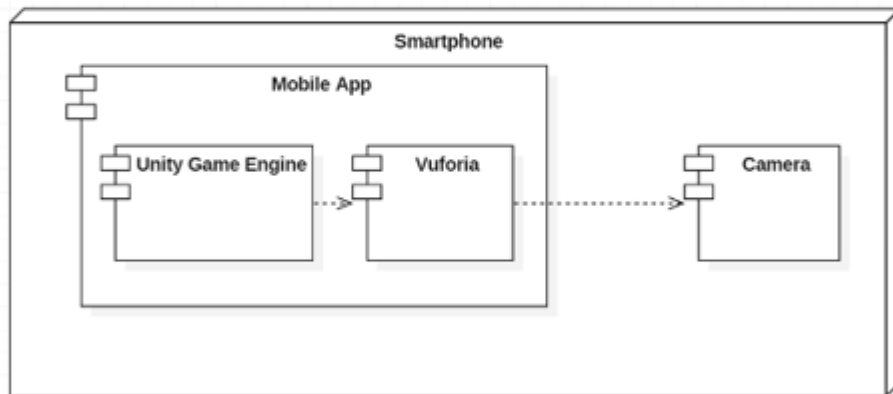 Smartphone
Mobile App
Unity Game Engine
Vuforia
Camera